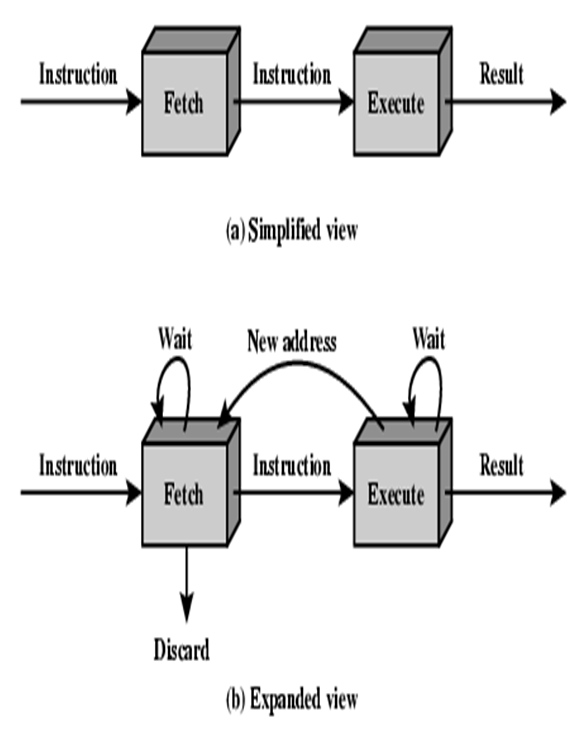 Instruction
Fetch
Instruction
Execute
Result
(a) Simplified view
Wait
New address
Wait
Instruction
Fetch
Instruction
Execute
Result
Discard
(b) Expanded view